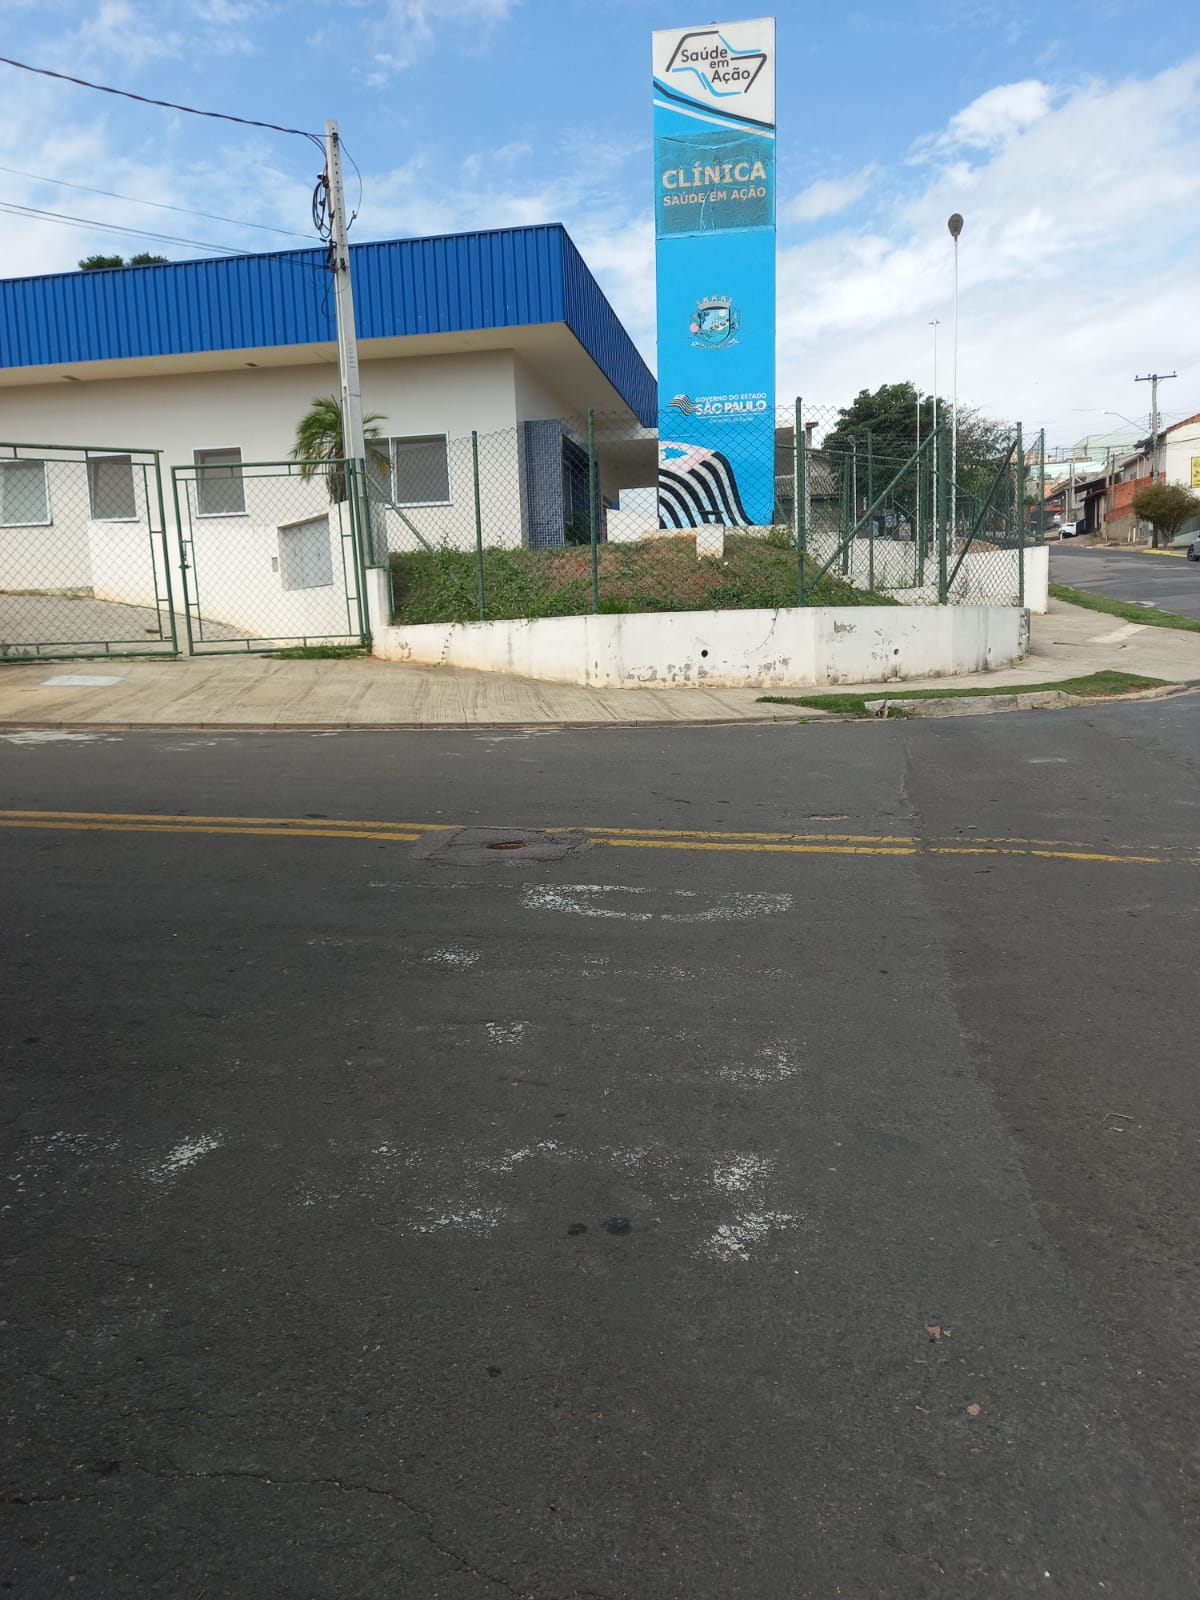 Saúde
em
Ação
CLÍNICA
SAÚDE EM AÇÃO
GOVERNO DO ESTADO
SÃO PAULO